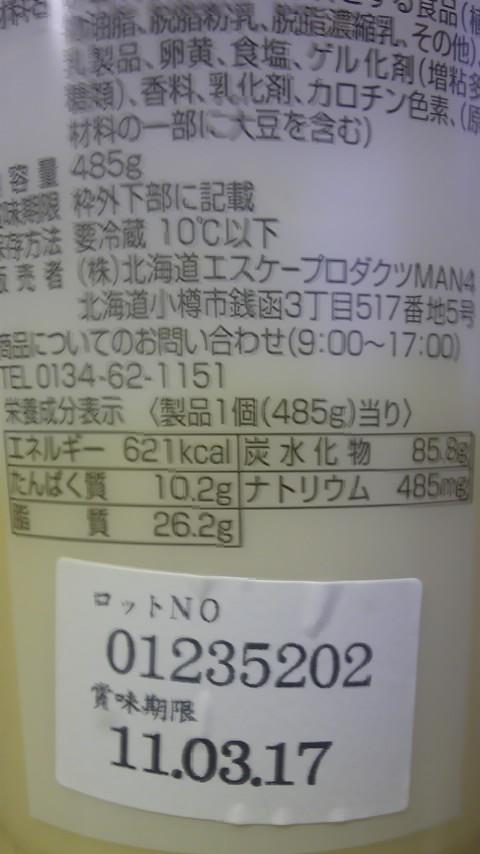 する食品(植
油脂、脱脂粉乳、脱脂濃縮乳、その他)、
乳製品、卵黄、食塩、ゲル化剤(増粘多
糖類)、香料、乳化剤、カロチン色素、(原
材料の一部に大豆を含む)
容量 485g
味期限 枠外下部に記載
保存方法 要冷蔵 10℃以下
販売者 (株)北海道エスケープロダクツMAN4
北海道小樽市銭函3丁目517番地5号
商品についてのお問い合わせ(9:00〜17:00)
TEL0134-62-1151
栄養成分表示 〈製品1個(485g)当り〉
エネルギー 621kcal 炭水化物 85.8g
たんぱく質 10.2g ナトリウム 485mg
脂質 26.2g
ロットNO
01235202
賞味期限
11.03.17